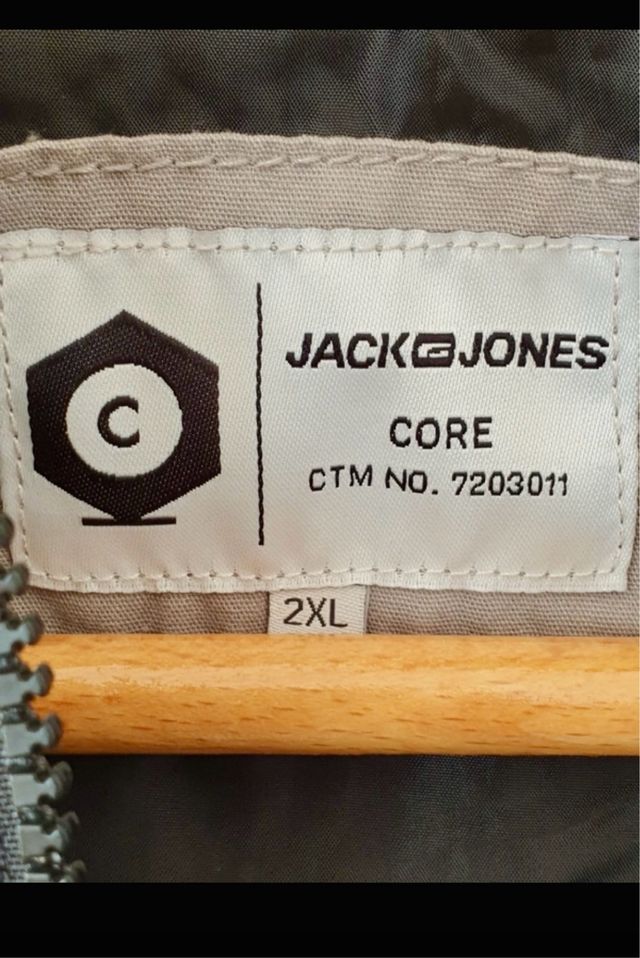 C
JACK&JONES
CORE
CTM NO. 7203011
2XL